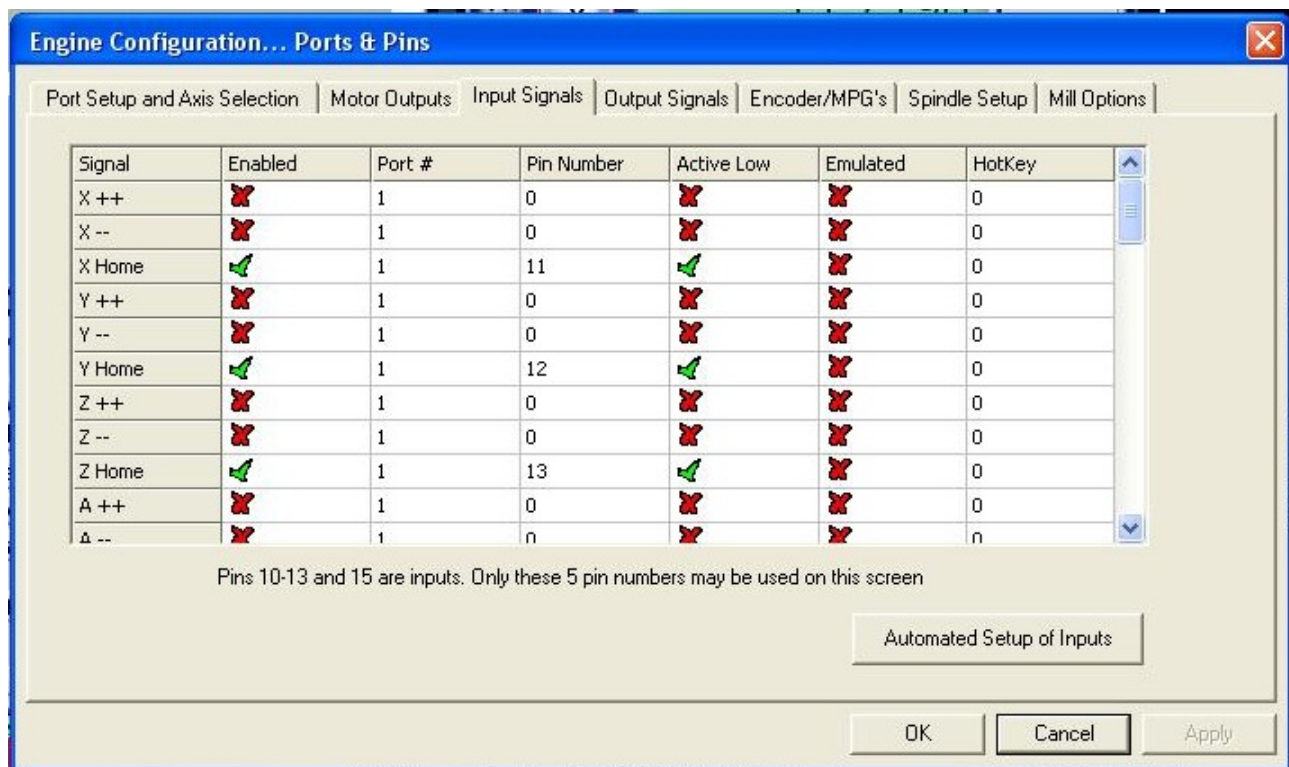 Engine Configuration... Ports & Pins
Port Setup and Axis Selection Motor Outputs Input Signals Output Signals Encoder/MPG's Spindle Setup Mill Options
Signal Enabled Port # Pin Number Active Low Emulated HotKey
X ++ 1 0 0
X -- 1 0 0
X Home 1 11 0
Y ++ 1 0 0
Y -- 1 0 0
Y Home 1 12 0
Z ++ 1 0 0
Z -- 1 0 0
Z Home 1 13 0
A ++ 1 0 0
A -- 1 0 0
Pins 10-13 and 15 are inputs. Only these 5 pin numbers may be used on this screen
Automated Setup of Inputs
OK Cancel Apply